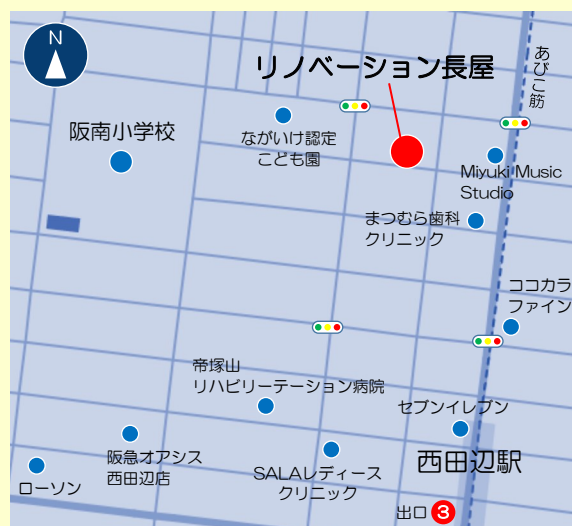 N
リノベーション長屋
あびこ筋
阪南小学校
ながいけ認定
こども園
Miyuki Music
Studio
まつむら歯科
クリニック
ココカラ
ファイン
帝塚山
リハビリーテーション病院
セブンイレブン
阪急オアシス
西田辺店
SALAレディース
クリニック
西田辺駅
ローソン
出口 3